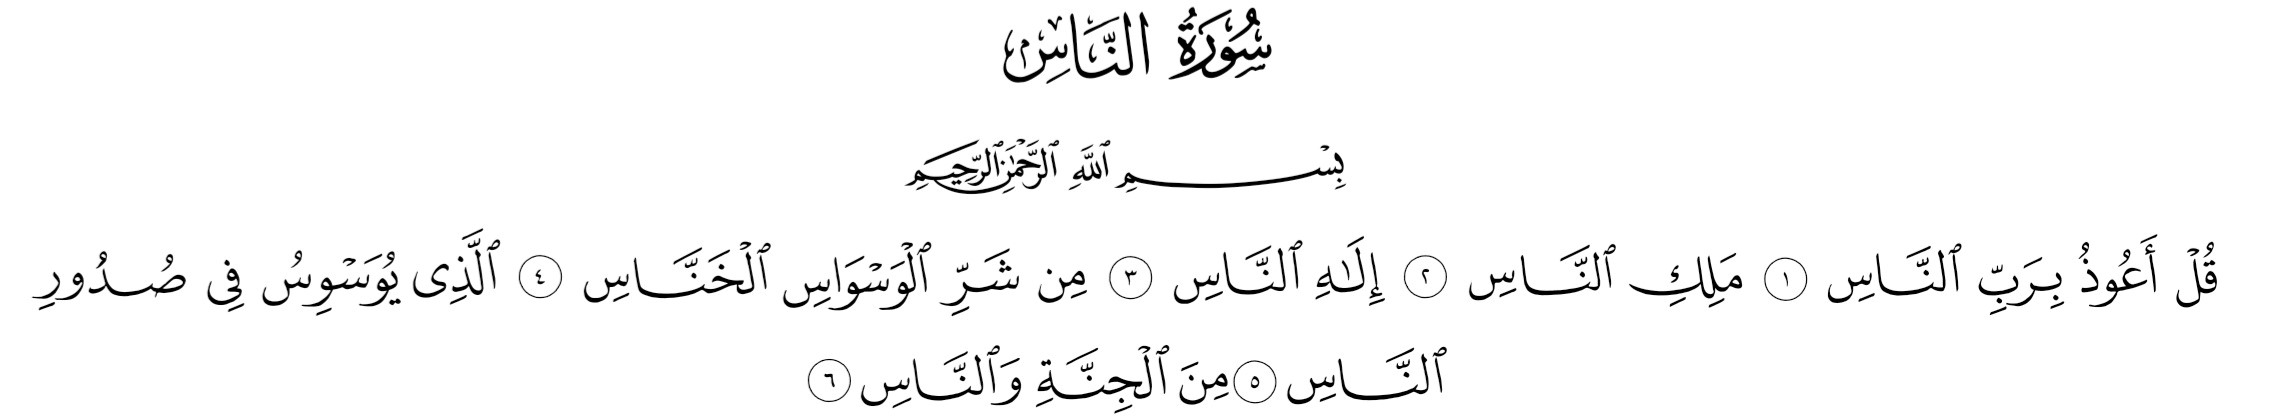 سُورَةُ النَّاسِ
بِسْمِ ٱللَّهِ ٱلرَّحْمَٰنِ ٱلرَّحِيمِ
قُلْ أَعُوذُ بِرَبِّ ٱلنَّاسِ ١ مَلِكِ ٱلنَّاسِ ٢ إِلَٰهِ ٱلنَّاسِ ٣ مِن شَرِّ ٱلْوَسْوَاسِ ٱلْخَنَّاسِ ٤ ٱلَّذِى يُوَسْوِسُ فِى صُدُورِ
ٱلنَّاسِ ٥ مِنَ ٱلْجِنَّةِ وَٱلنَّاسِ ٦